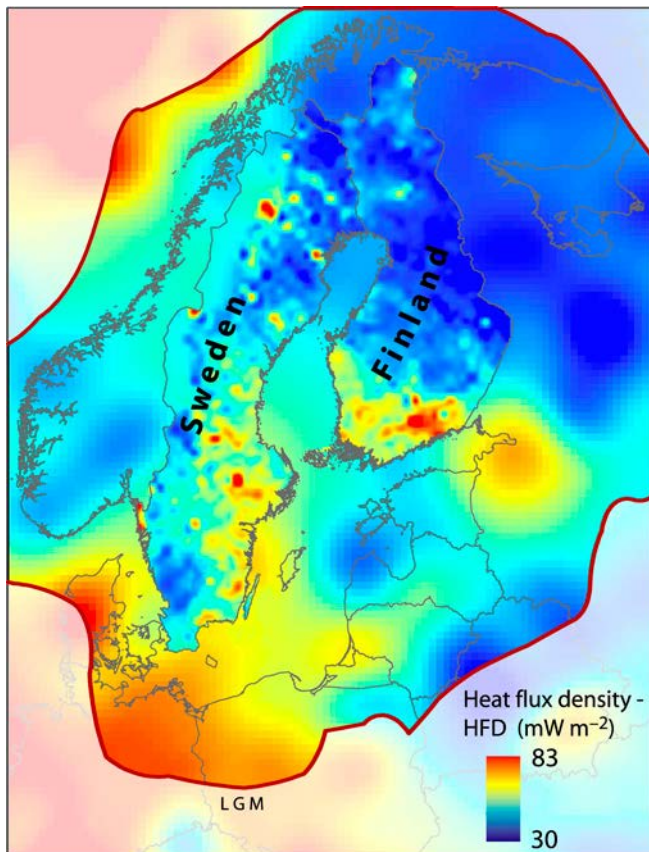 Sweden
Finland
Heat flux density -
HFD (mW m⁻²)
83
30
LGM